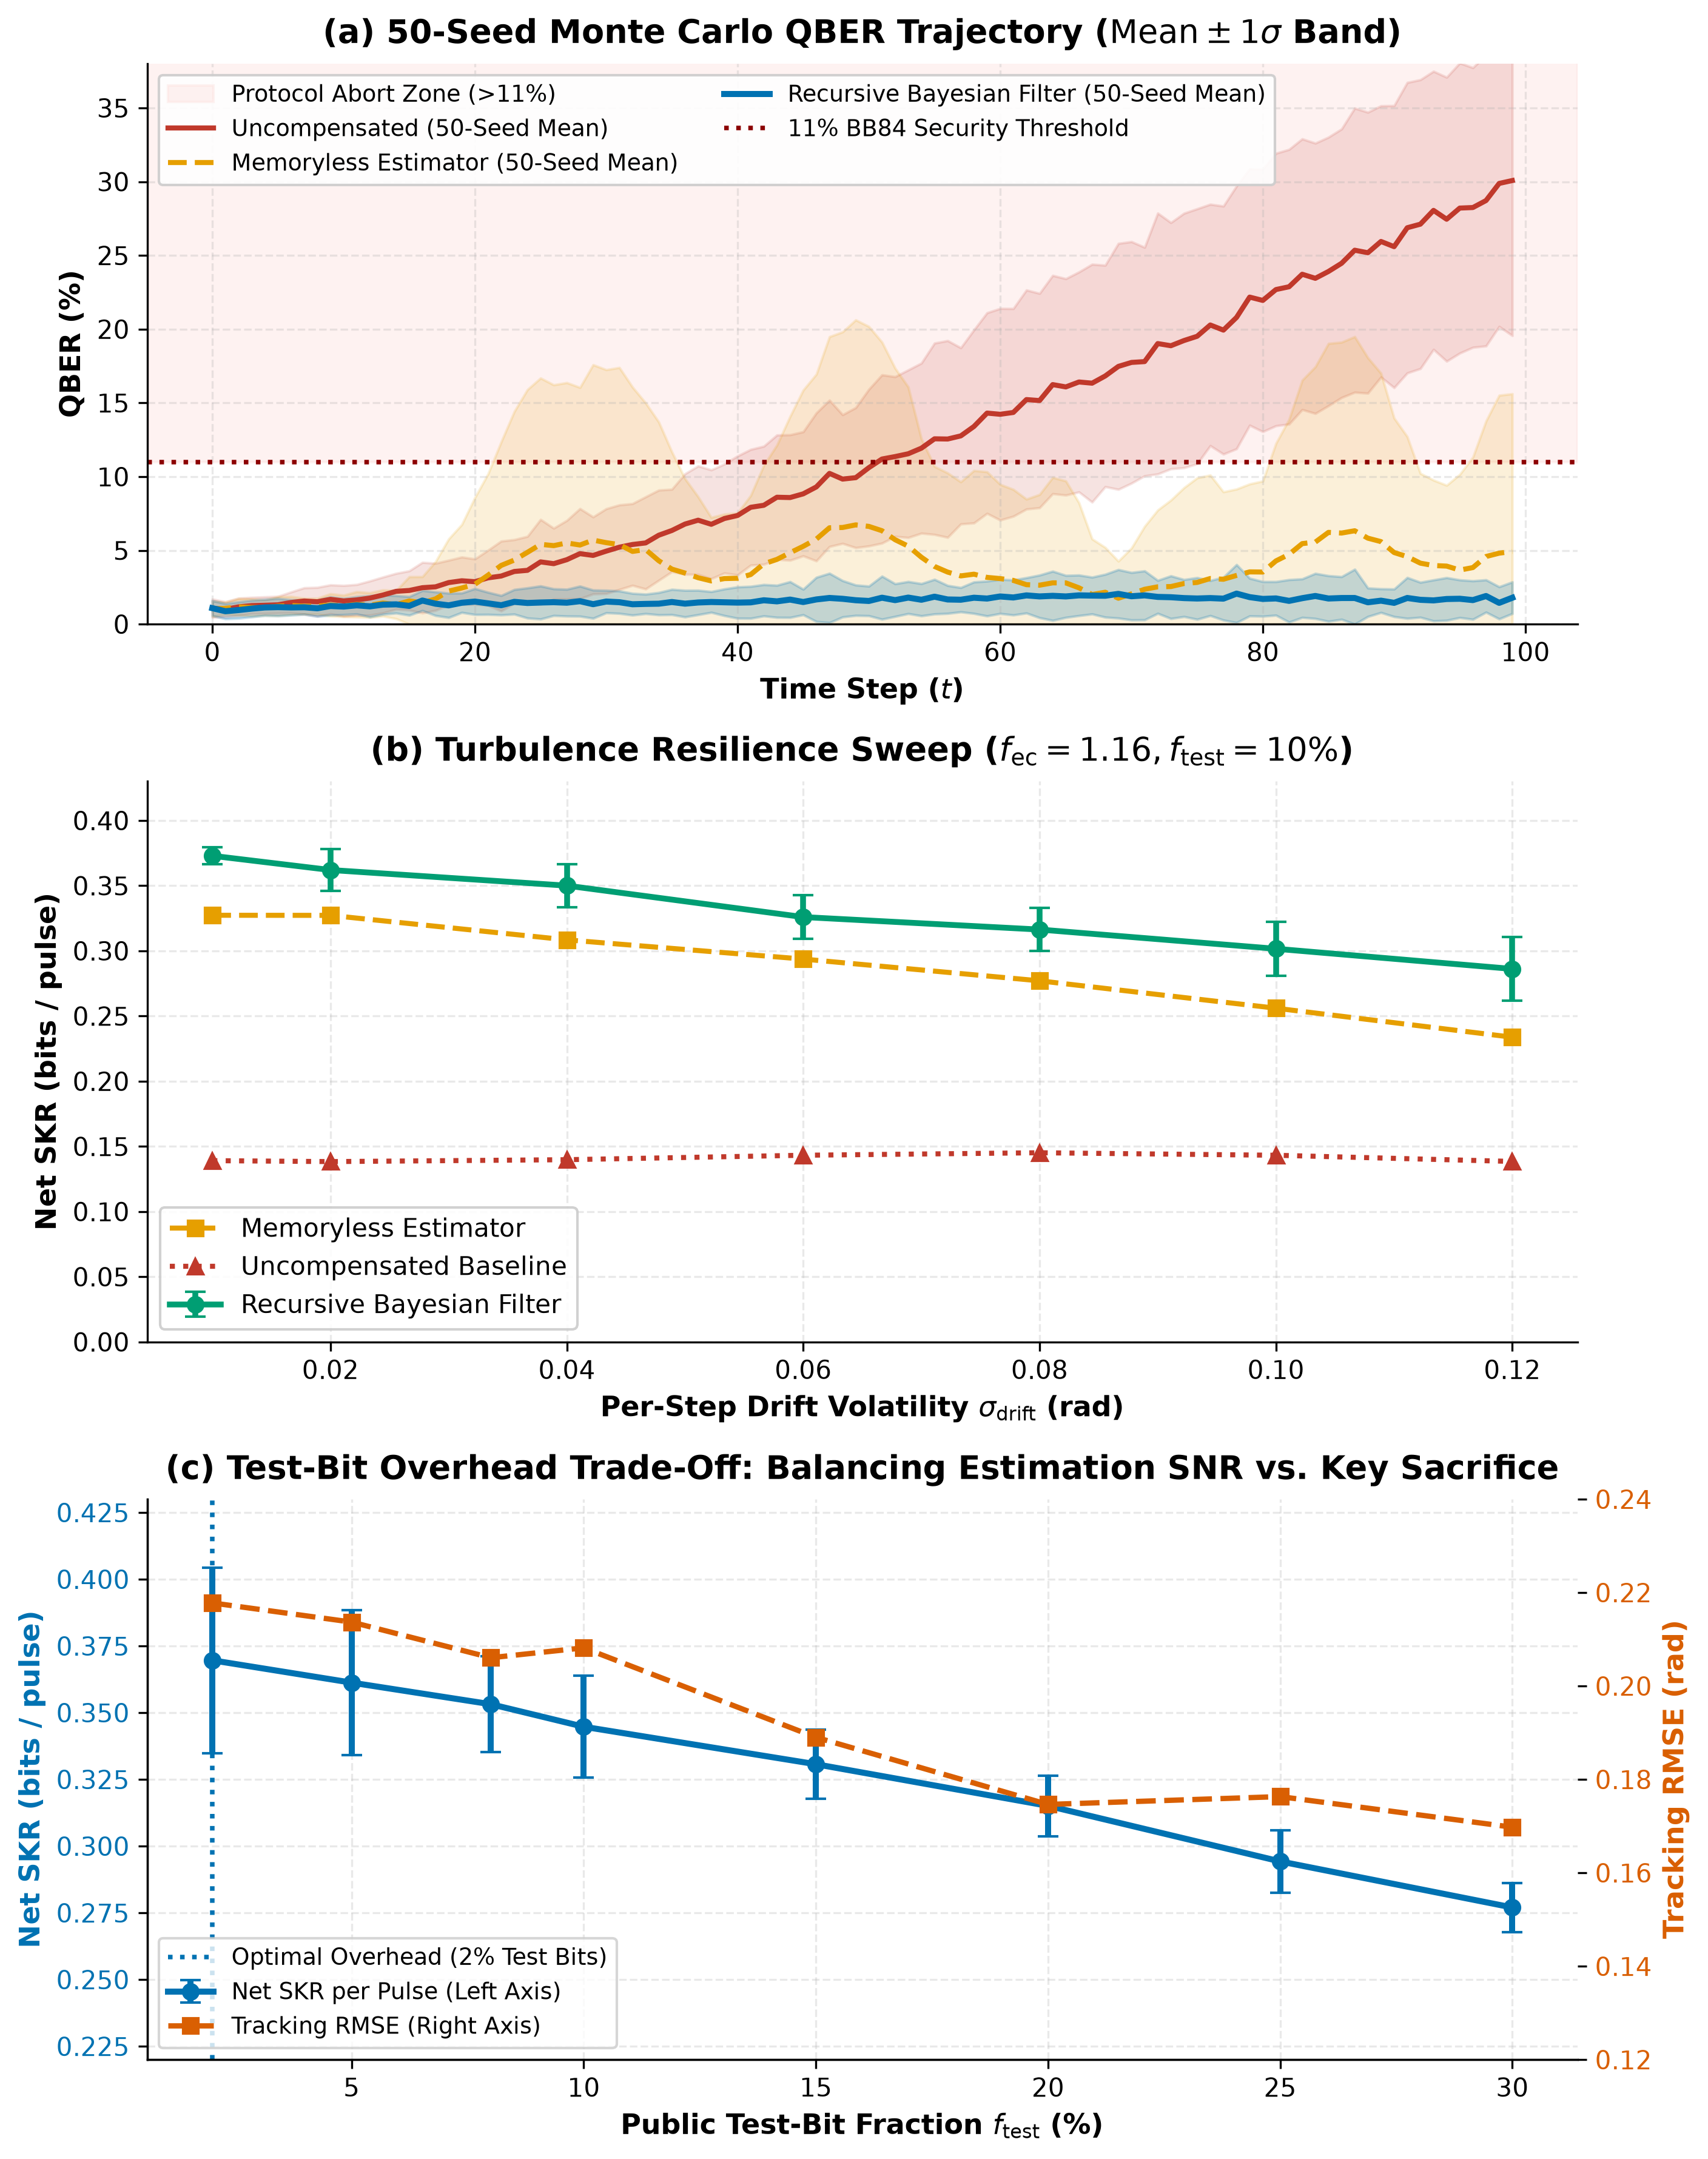 (a) 50-Seed Monte Carlo QBER Trajectory (Mean ± 1σ Band)
Protocol Abort Zone (>11%)
Uncompensated (50-Seed Mean)
Memoryless Estimator (50-Seed Mean)
Recursive Bayesian Filter (50-Seed Mean)
11% BB84 Security Threshold
QBER (%)
35
30
25
20
15
10
5
0
0 20 40 60 80 100
Time Step (t)
(b) Turbulence Resilience Sweep (f_ec = 1.16, f_test = 10%)
Net SKR (bits / pulse)
0.40
0.35
0.30
0.25
0.20
0.15
0.10
0.05
0.00
Memoryless Estimator
Uncompensated Baseline
Recursive Bayesian Filter
0.02 0.04 0.06 0.08 0.10 0.12
Per-Step Drift Volatility σ_drift (rad)
(c) Test-Bit Overhead Trade-Off: Balancing Estimation SNR vs. Key Sacrifice
Net SKR (bits / pulse)
0.425
0.400
0.375
0.350
0.325
0.300
0.275
0.250
0.225
Optimal Overhead (2% Test Bits)
Net SKR per Pulse (Left Axis)
Tracking RMSE (Right Axis)
0.24
0.22
0.20
0.18
0.16
0.14
0.12
Tracking RMSE (rad)
5 10 15 20 25 30
Public Test-Bit Fraction f_test (%)